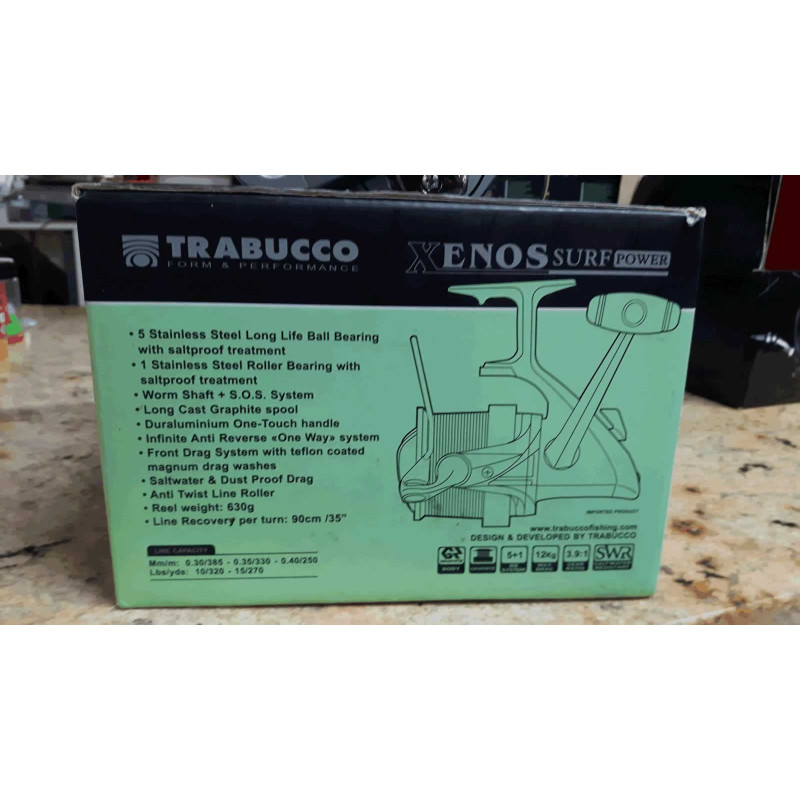 TRABUCCO
FORM & PERFORMANCE
XENOS SURF POWER
• 5 Stainless Steel Long Life Ball Bearing
with saltproof treatment
• 1 Stainless Steel Roller Bearing with
saltproof treatment
• Worm Shaft + S.O.S. System
• Long Cast Graphite spool
• Duraluminium One-Touch handle
• Infinite Anti Reverse «One Way» system
• Front Drag System with teflon coated
magnum drag washes
• Saltwater & Dust Proof Drag
• Anti Twist Line Roller
• Reel weight: 630g
• Line Recovery per turn: 90cm /35"
LINE CAPACITY
Mm/m: 0.30/385 - 0.35/330 - 0.40/250
Lbs/yds: 10/320 - 15/270
IMPORTED PRODUCT
www.trabuccofishing.com
DESIGN & DEVELOPED BY TRABUCCO
GR
BODY
5+1
12Kg
3.9:1
SWR